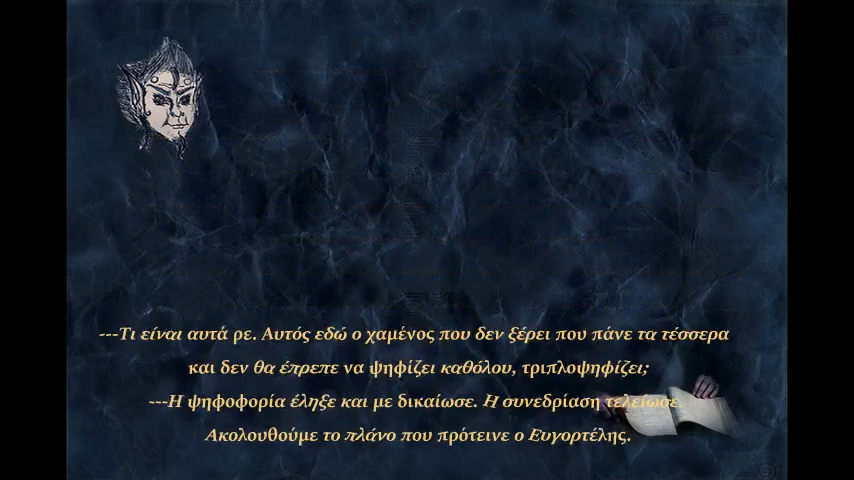 ---Τι είναι αυτά ρε. Αυτός εδώ ο χαμένος που δεν ξέρει που πάνε τα τέσσερα
και δεν θα έπρεπε να ψηφίζει καθόλου, τριπλοψηφίζει;
---Η ψηφοφορία έληξε και με δικαίωσε. Η συνεδρίαση τελείωσε.
Ακολουθούμε το πλάνο που πρότεινε ο Ευγορτέλης.